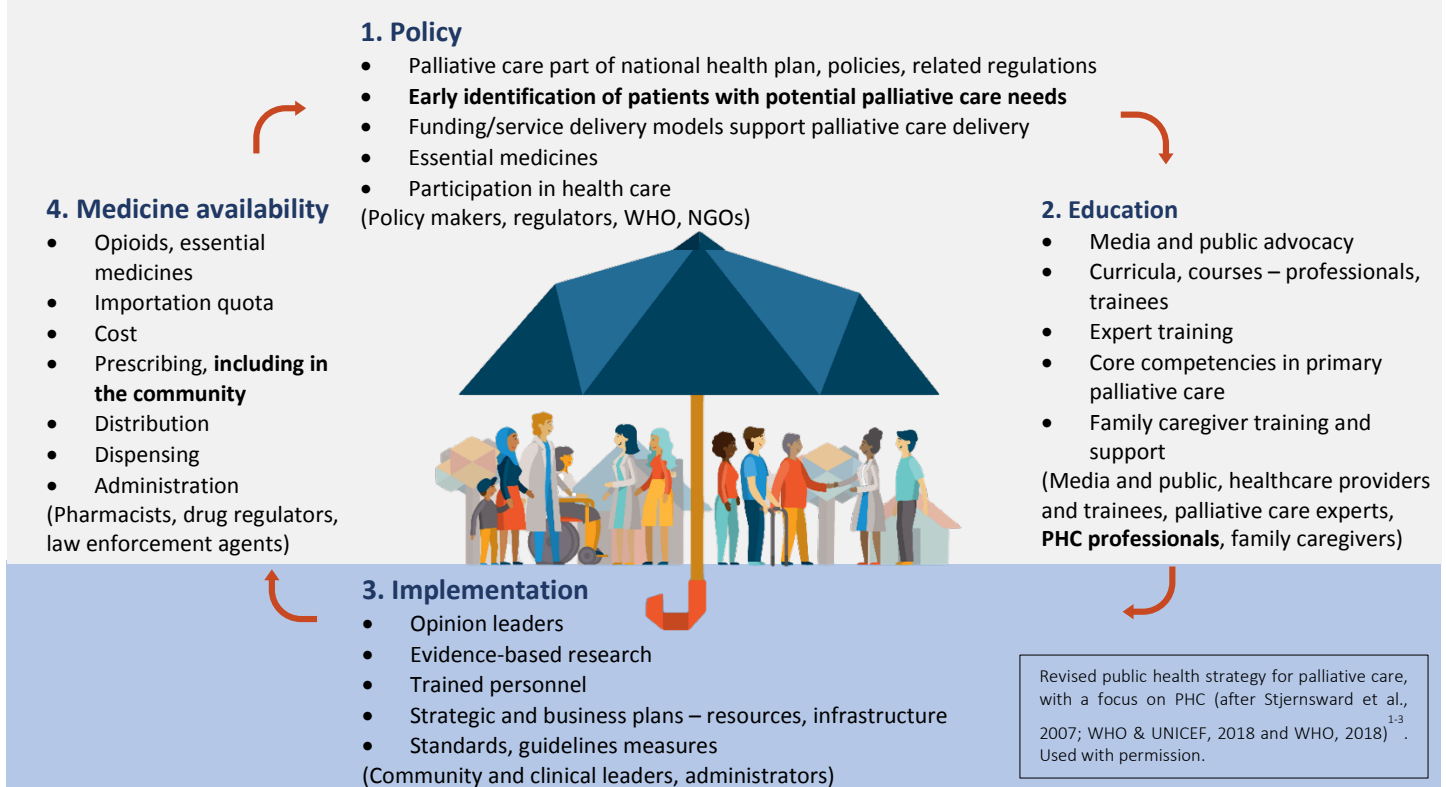 1. Policy
• Palliative care part of national health plan, policies, related regulations
• Early identification of patients with potential palliative care needs
• Funding/service delivery models support palliative care delivery
• Essential medicines
• Participation in health care
(Policy makers, regulators, WHO, NGOs)
2. Education
• Media and public advocacy
• Curricula, courses – professionals,
trainees
• Expert training
• Core competencies in primary
palliative care
• Family caregiver training and
support
(Media and public, healthcare providers
and trainees, palliative care experts,
PHC professionals, family caregivers)
3. Implementation
• Opinion leaders
• Evidence-based research
• Trained personnel
• Strategic and business plans – resources, infrastructure
• Standards, guidelines measures
(Community and clinical leaders, administrators)
4. Medicine availability
• Opioids, essential
medicines
• Importation quota
• Cost
• Prescribing, including in
the community
• Distribution
• Dispensing
• Administration
(Pharmacists, drug regulators,
law enforcement agents)
Revised public health strategy for palliative care,
with a focus on PHC (after Stjernsward et al.,
2007; WHO & UNICEF, 2018 and WHO, 2018)1-3.
Used with permission.